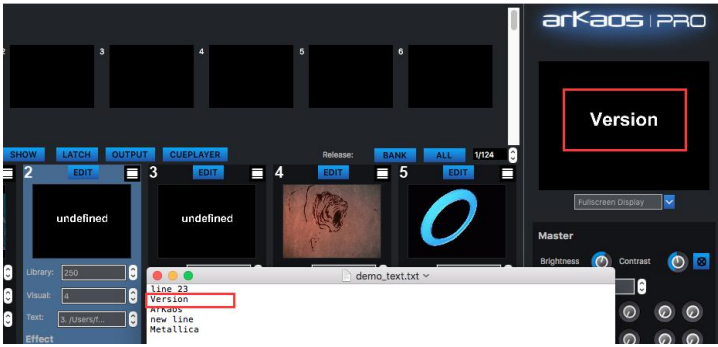 arKaos PRO
2
3
4
5
6
Version
SHOW LATCH OUTPUT CUEPLAYER Release: BANK ALL 1/124
2 EDIT
3 EDIT
4 EDIT
5 EDIT
undefined
undefined
Fullscreen Display
Master
Brightness Contrast
Library: 250
Visual: 4
Text: 3. /Users/f...
Effect
demo_text.txt
line 23
Version
ArKaos
new line
Metallica